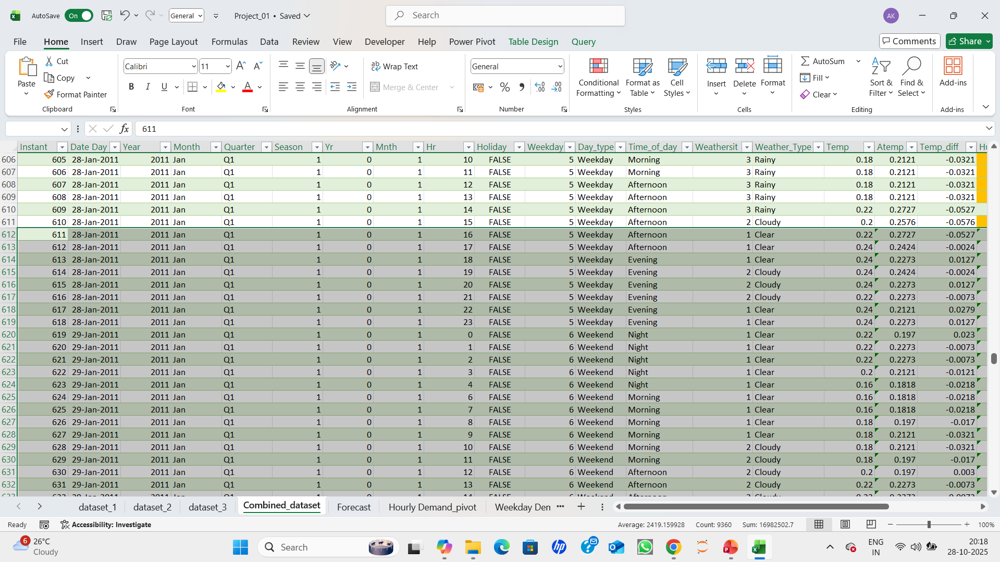 AutoSave On General Project_01 • Saved Search AK
File Home Insert Draw Page Layout Formulas Data Review View Developer Help Power Pivot Table Design Query Comments Share
Paste Cut Copy Format Painter Clipboard
Calibri 11 B I U A Font
Wrap Text Merge & Center Alignment
General % Number
Conditional Formatting Format as Table Cell Styles Styles
Insert Delete Format Cells
AutoSum Fill Clear Sort & Filter Find & Select Editing
Add-ins Add-ins
fx 611
Instant Date Day Year Month Quarter Season Yr Mnth Hr Holiday Weekday Day_type Time_of_day Weathersit Weather_Type Temp Atemp Temp_diff
606 605 28-Jan-2011 2011 Jan Q1 1 0 1 10 FALSE 5 Weekday Morning 3 Rainy 0.18 0.2121 -0.0321
607 606 28-Jan-2011 2011 Jan Q1 1 0 1 11 FALSE 5 Weekday Morning 3 Rainy 0.18 0.2121 -0.0321
608 607 28-Jan-2011 2011 Jan Q1 1 0 1 12 FALSE 5 Weekday Afternoon 3 Rainy 0.18 0.2121 -0.0321
609 608 28-Jan-2011 2011 Jan Q1 1 0 1 13 FALSE 5 Weekday Afternoon 3 Rainy 0.18 0.2121 -0.0321
610 609 28-Jan-2011 2011 Jan Q1 1 0 1 14 FALSE 5 Weekday Afternoon 3 Rainy 0.22 0.2727 -0.0527
611 610 28-Jan-2011 2011 Jan Q1 1 0 1 15 FALSE 5 Weekday Afternoon 2 Cloudy 0.2 0.2576 -0.0576
612 611 28-Jan-2011 2011 Jan Q1 1 0 1 16 FALSE 5 Weekday Afternoon 1 Clear 0.22 0.2727 -0.0527
613 612 28-Jan-2011 2011 Jan Q1 1 0 1 17 FALSE 5 Weekday Afternoon 1 Clear 0.24 0.2424 -0.0024
614 613 28-Jan-2011 2011 Jan Q1 1 0 1 18 FALSE 5 Weekday Evening 1 Clear 0.24 0.2273 0.0127
615 614 28-Jan-2011 2011 Jan Q1 1 0 1 19 FALSE 5 Weekday Evening 2 Cloudy 0.24 0.2424 -0.0024
616 615 28-Jan-2011 2011 Jan Q1 1 0 1 20 FALSE 5 Weekday Evening 2 Cloudy 0.24 0.2273 0.0127
617 616 28-Jan-2011 2011 Jan Q1 1 0 1 21 FALSE 5 Weekday Evening 2 Cloudy 0.22 0.2273 -0.0073
618 617 28-Jan-2011 2011 Jan Q1 1 0 1 22 FALSE 5 Weekday Evening 1 Clear 0.24 0.2121 0.0279
619 618 28-Jan-2011 2011 Jan Q1 1 0 1 23 FALSE 5 Weekday Evening 1 Clear 0.24 0.2273 0.0127
620 619 29-Jan-2011 2011 Jan Q1 1 0 1 0 FALSE 6 Weekend Night 1 Clear 0.22 0.197 0.023
621 620 29-Jan-2011 2011 Jan Q1 1 0 1 1 FALSE 6 Weekend Night 1 Clear 0.22 0.2273 -0.0073
622 621 29-Jan-2011 2011 Jan Q1 1 0 1 2 FALSE 6 Weekend Night 1 Clear 0.22 0.2273 -0.0073
623 622 29-Jan-2011 2011 Jan Q1 1 0 1 3 FALSE 6 Weekend Night 1 Clear 0.2 0.2121 -0.0121
624 623 29-Jan-2011 2011 Jan Q1 1 0 1 4 FALSE 6 Weekend Night 1 Clear 0.16 0.1818 -0.0218
625 624 29-Jan-2011 2011 Jan Q1 1 0 1 6 FALSE 6 Weekend Morning 1 Clear 0.16 0.1818 -0.0218
626 625 29-Jan-2011 2011 Jan Q1 1 0 1 7 FALSE 6 Weekend Morning 1 Clear 0.16 0.1818 -0.0218
627 626 29-Jan-2011 2011 Jan Q1 1 0 1 8 FALSE 6 Weekend Morning 1 Clear 0.18 0.197 -0.017
628 627 29-Jan-2011 2011 Jan Q1 1 0 1 9 FALSE 6 Weekend Morning 1 Clear 0.18 0.2121 -0.0321
629 628 29-Jan-2011 2011 Jan Q1 1 0 1 10 FALSE 6 Weekend Morning 2 Cloudy 0.18 0.2121 -0.0321
630 629 29-Jan-2011 2011 Jan Q1 1 0 1 11 FALSE 6 Weekend Morning 2 Cloudy 0.18 0.197 -0.017
631 630 29-Jan-2011 2011 Jan Q1 1 0 1 12 FALSE 6 Weekend Afternoon 2 Cloudy 0.2 0.197 0.003
632 631 29-Jan-2011 2011 Jan Q1 1 0 1 13 FALSE 6 Weekend Afternoon 2 Cloudy 0.22 0.2273 -0.0073
dataset_1 dataset_2 dataset_3 Combined_dataset Forecast Hourly Demand_pivot Weekday Den ···
Ready Accessibility: Investigate Average: 2419.159928 Count: 9360 Sum: 16982502.7 100%
6 26°C Search ENG 20:18
Cloudy IN 28-10-2025